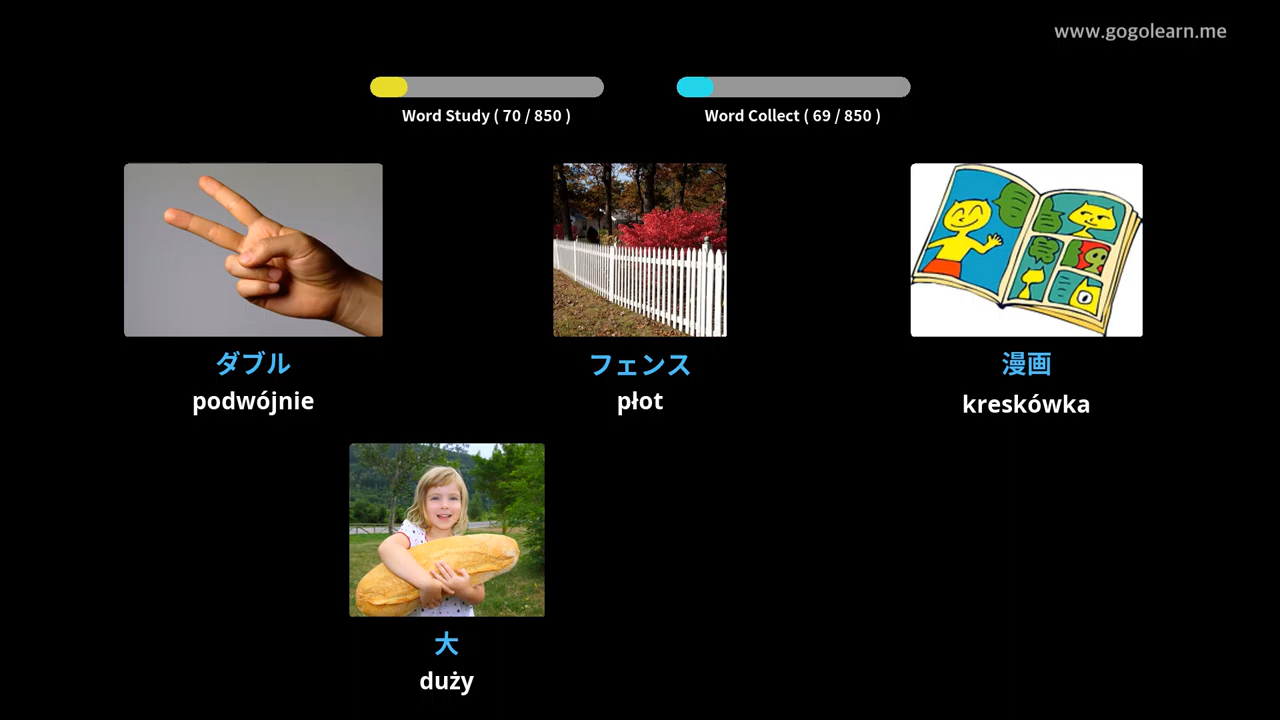 www.gogolearn.me
Word Study ( 70 / 850 )
Word Collect ( 69 / 850 )
ダブル
podwójnie
フェンス
płot
漫画
kreskówka
大
duży